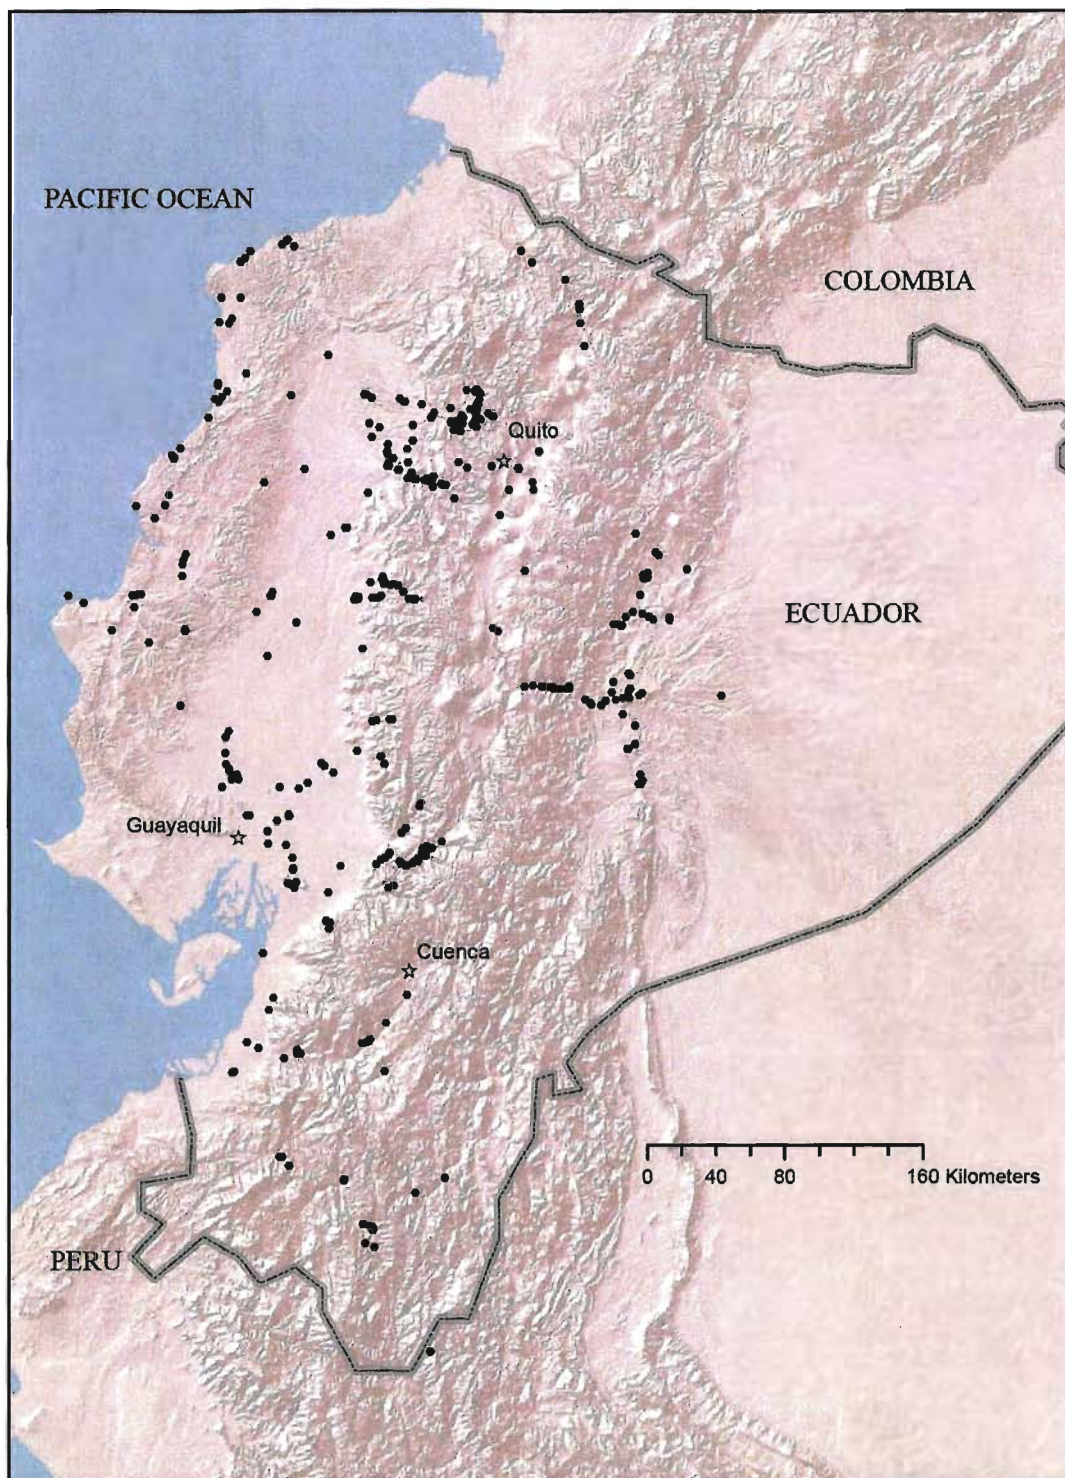 PACIFIC OCEAN
COLOMBIA
Quito
ECUADOR
Guayaquil
Cuenca
0 40 80 160 Kilometers
PERU